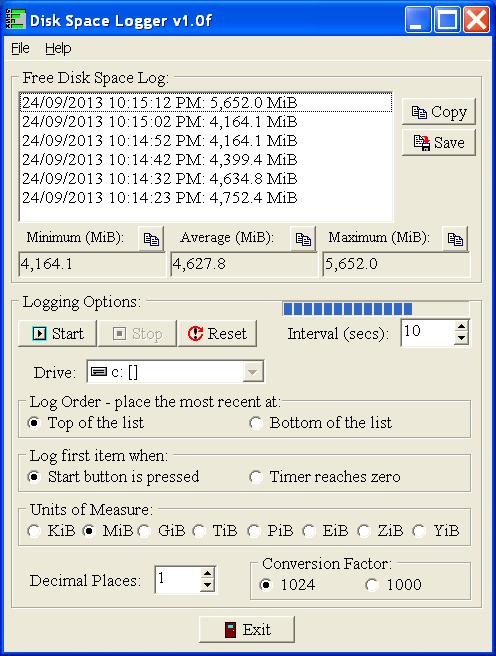 Disk Space Logger v1.0f
File Help
Free Disk Space Log:
24/09/2013 10:15:12 PM: 5,652.0 MiB
24/09/2013 10:15:02 PM: 4,164.1 MiB
24/09/2013 10:14:52 PM: 4,164.1 MiB
24/09/2013 10:14:42 PM: 4,399.4 MiB
24/09/2013 10:14:32 PM: 4,634.8 MiB
24/09/2013 10:14:23 PM: 4,752.4 MiB
Copy
Save
Minimum (MiB): Average (MiB): Maximum (MiB):
4,164.1 4,627.8 5,652.0
Logging Options:
Start Stop Reset Interval (secs): 10
Drive: c: []
Log Order - place the most recent at:
Top of the list Bottom of the list
Log first item when:
Start button is pressed Timer reaches zero
Units of Measure:
KiB MiB GiB TiB PiB EiB ZiB YiB
Decimal Places: 1
Conversion Factor:
1024 1000
Exit